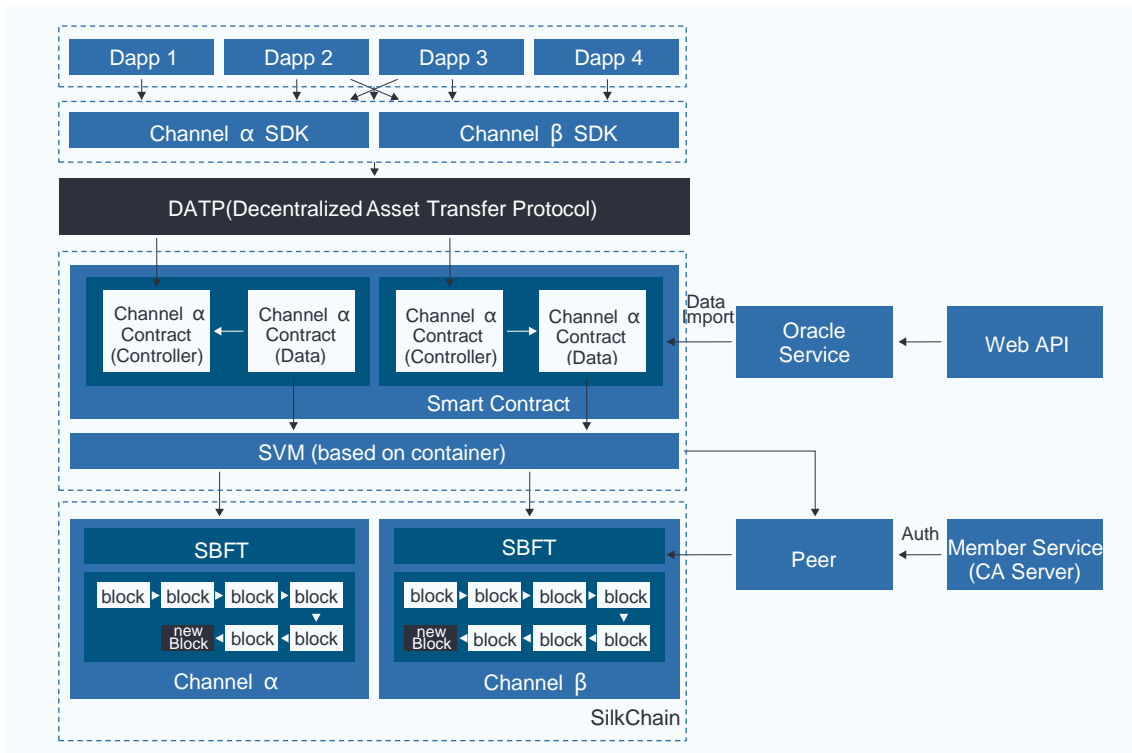 Dapp 1
Dapp 2
Dapp 3
Dapp 4
Channel α SDK
Channel β SDK
DATP(Decentralized Asset Transfer Protocol)
Channel α
Contract
(Controller)
Channel α
Contract
(Data)
Channel α
Contract
(Controller)
Channel α
Contract
(Data)
Smart Contract
Data
Import
Oracle
Service
Web API
SVM (based on container)
SBFT
block
block
block
block
new
Block
block
block
Channel α
SBFT
block
block
block
block
new
Block
block
block
block
Channel β
Peer
Auth
Member Service
(CA Server)
SilkChain